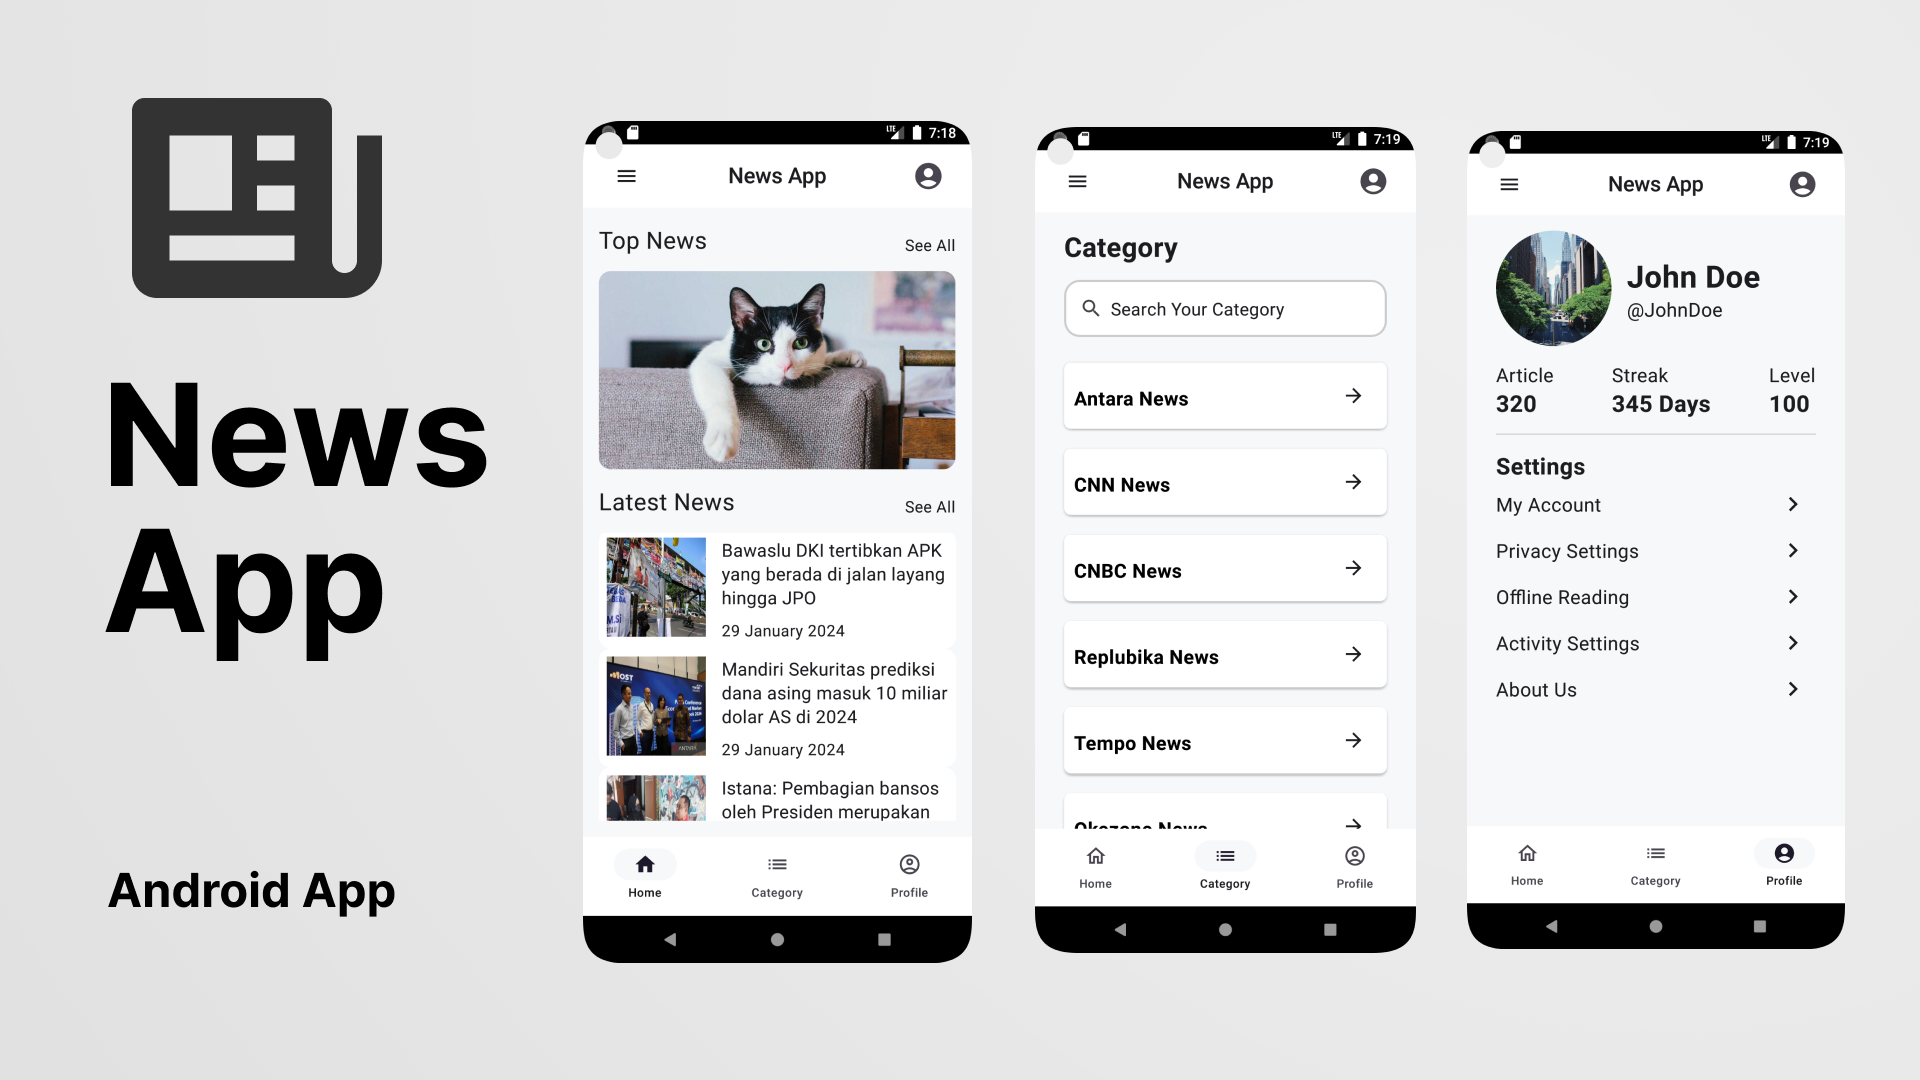 News
App
Android App
LTE
7:18
News App
Top News
See All
Latest News
See All
Bawaslu DKI tertibkan APK
yang berada di jalan layang
hingga JPO
29 January 2024
Mandiri Sekuritas prediksi
dana asing masuk 10 miliar
dolar AS di 2024
29 January 2024
Istana: Pembagian bansos
oleh Presiden merupakan
Home
Category
Profile
LTE
7:19
News App
Category
Search Your Category
Antara News
CNN News
CNBC News
Replubika News
Tempo News
Okezone News
Home
Category
Profile
LTE
7:19
News App
John Doe
@JohnDoe
Article
Streak
Level
320
345 Days
100
Settings
My Account
Privacy Settings
Offline Reading
Activity Settings
About Us
Home
Category
Profile